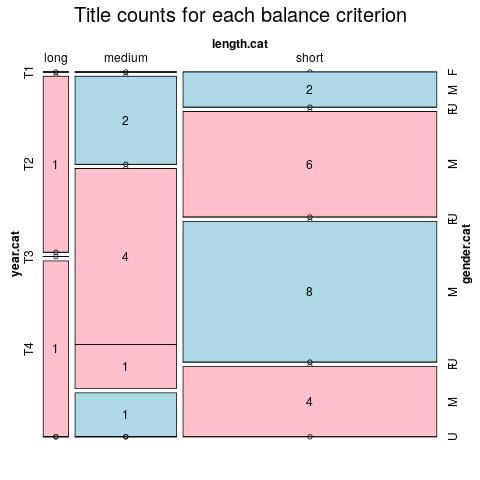 Title counts for each balance criterion
length.cat
long medium short
T1
T2
T3
T4
year.cat
1
1
2
4
1
1
2
6
8
4
F
M
U
F
M
U
F
M
U
F
M
U
gender.cat